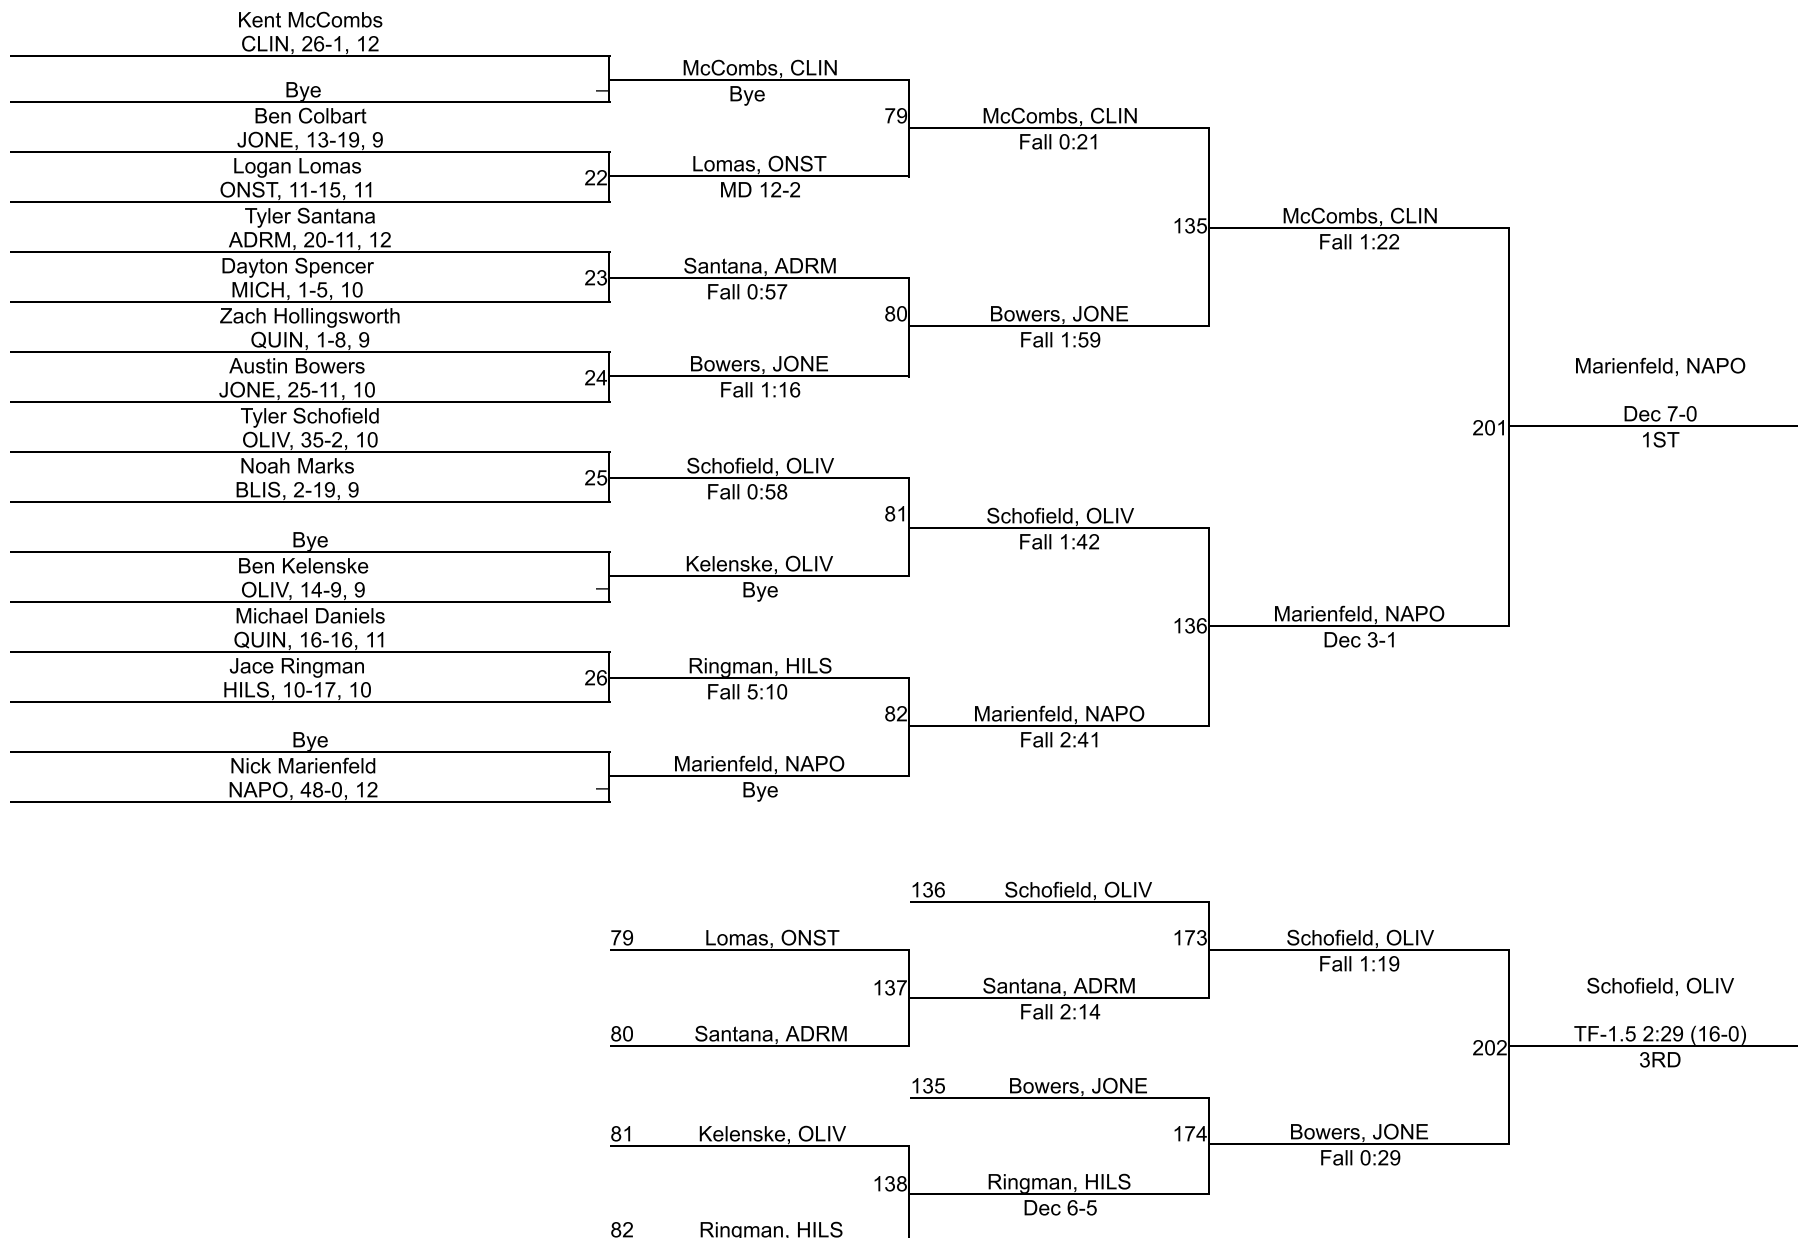 Kent McCombs
CLIN, 26-1, 12
Bye
Ben Colbart
JONE, 13-19, 9
Logan Lomas
ONST, 11-15, 11
Tyler Santana
ADRM, 20-11, 12
Dayton Spencer
MICH, 1-5, 10
Zach Hollingsworth
QUIN, 1-8, 9
Austin Bowers
JONE, 25-11, 10
Tyler Schofield
OLIV, 35-2, 10
Noah Marks
BLIS, 2-19, 9
Bye
Ben Kelenske
OLIV, 14-9, 9
Michael Daniels
QUIN, 16-16, 11
Jace Ringman
HILS, 10-17, 10
Bye
Nick Marienfeld
NAPO, 48-0, 12
McCombs, CLIN
Bye
22
Lomas, ONST
MD 12-2
23
Santana, ADRM
Fall 0:57
24
Bowers, JONE
Fall 1:16
25
Schofield, OLIV
Fall 0:58
Kelenske, OLIV
Bye
26
Ringman, HILS
Fall 5:10
Marienfeld, NAPO
Bye
79
McCombs, CLIN
Fall 0:21
80
Bowers, JONE
Fall 1:59
81
Schofield, OLIV
Fall 1:42
82
Marienfeld, NAPO
Fall 2:41
135
McCombs, CLIN
Fall 1:22
136
Marienfeld, NAPO
Dec 3-1
201
Marienfeld, NAPO
Dec 7-0
1ST
136 Schofield, OLIV
79 Lomas, ONST
137
Santana, ADRM
Fall 2:14
80 Santana, ADRM
173
Schofield, OLIV
Fall 1:19
135 Bowers, JONE
81 Kelenske, OLIV
138
Ringman, HILS
Dec 6-5
82 Ringman, HILS
174
Bowers, JONE
Fall 0:29
202
Schofield, OLIV
TF-1.5 2:29 (16-0)
3RD